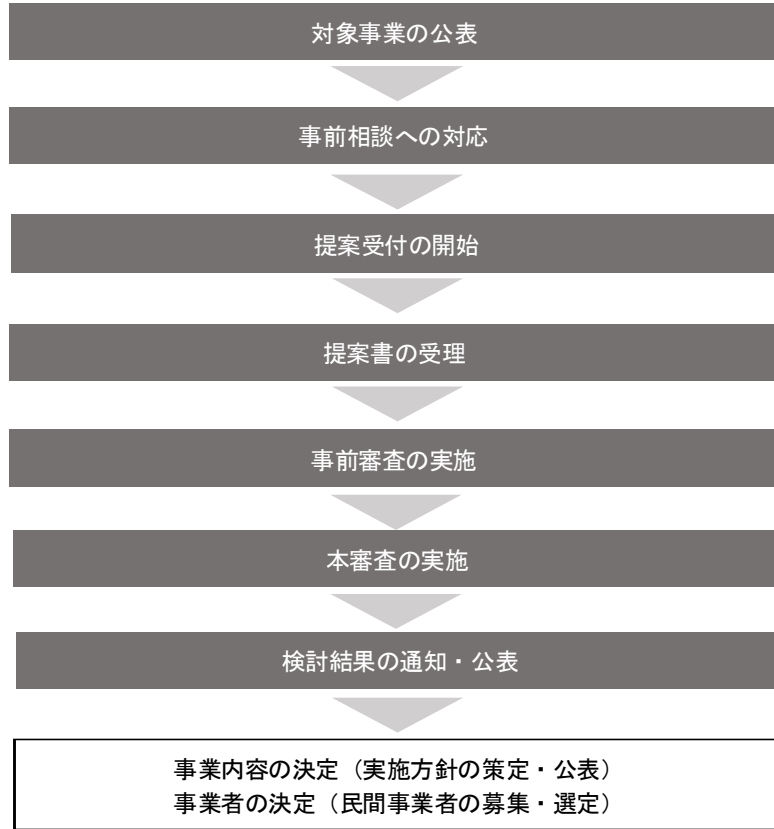 対象事業の公表
事前相談への対応
提案受付の開始
提案書の受理
事前審査の実施
本審査の実施
検討結果の通知・公表
事業内容の決定（実施方針の策定・公表）
事業者の決定（民間事業者の募集・選定）